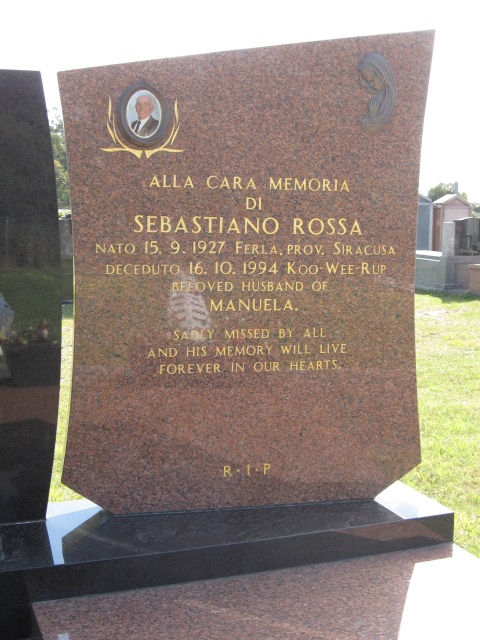 ALLA CARA MEMORIA
DI
SEBASTIANO ROSSA
NATO 15. 9. 1927 FERLA, PROV. SIRACUSA
DECEDUTO 16. 10. 1994 KOO-WEE-RUP
BELOVED HUSBAND OF
MANUELA.
SADLY MISSED BY ALL
AND HIS MEMORY WILL LIVE
FOREVER IN OUR HEARTS.
R·I·P